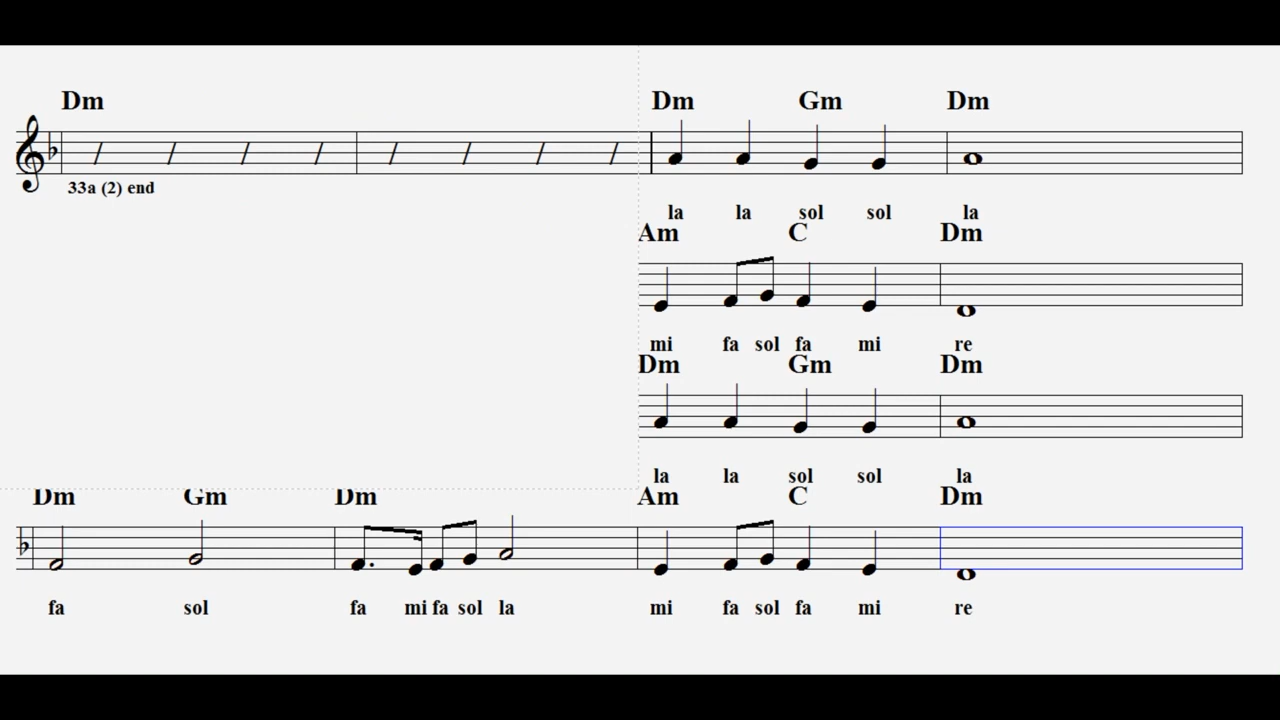 Dm Dm Gm Dm
33a (2) end
la la sol sol la
Am C Dm
mi fa sol fa mi re
Dm Gm Dm
la la sol sol la
Dm Gm Dm Am C Dm
fa sol fa mi fa sol la mi fa sol fa mi re